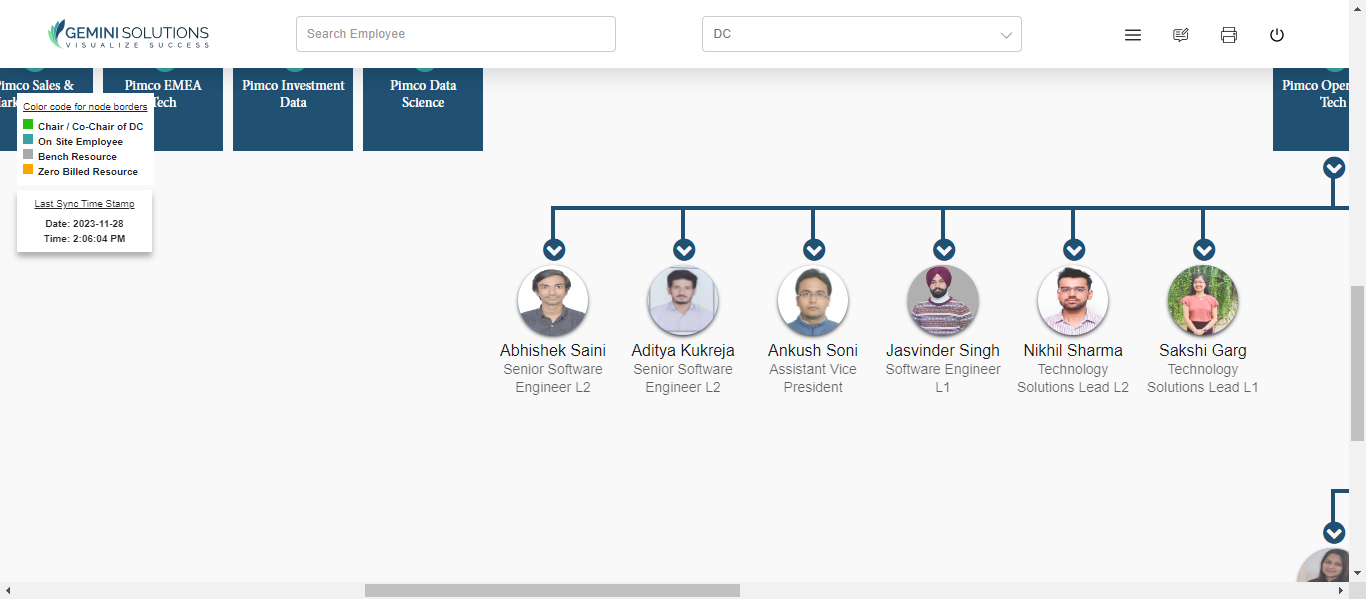 GEMINI SOLUTIONS
VISUALIZE SUCCESS
Search Employee
DC
Pimco Sales &
Pimco EMEA
Tech
Pimco Investment
Data
Pimco Data
Science
Pimco
Tech
Color code for node borders
Chair / Co-Chair of DC
On Site Employee
Bench Resource
Zero Billed Resource
Last Sync Time Stamp
Date: 2023-11-28
Time: 2:06:04 PM
Abhishek Saini
Senior Software
Engineer L2
Aditya Kukreja
Senior Software
Engineer L2
Ankush Soni
Assistant Vice
President
Jasvinder Singh
Software Engineer
L1
Nikhil Sharma
Technology
Solutions Lead L2
Sakshi Garg
Technology
Solutions Lead L1